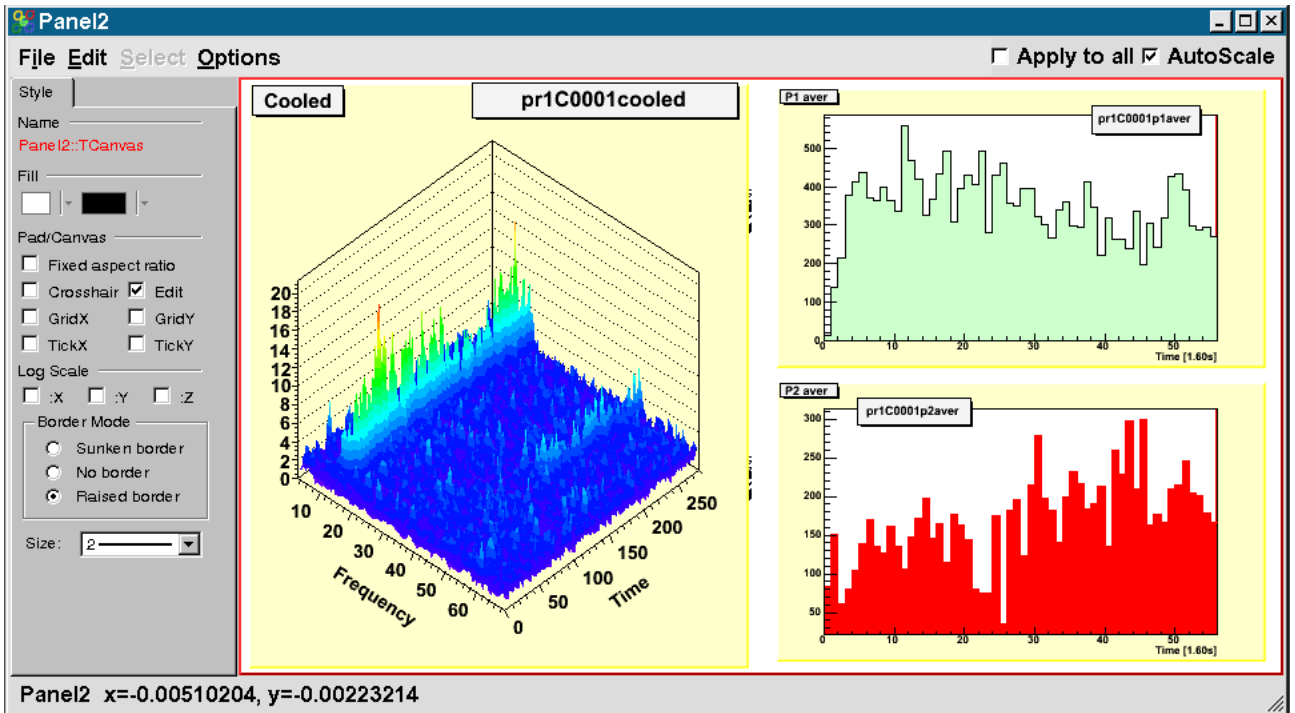 Panel2
File Edit Select Options
Apply to all AutoScale
Style
Name
Panel2::TCanvas
Fill
Pad/Canvas
Fixed aspect ratio
Crosshair Edit
GridX GridY
TickX TickY
Log Scale
:X :Y :Z
Border Mode
Sunken border
No border
Raised border
Size: 2
Cooled
pr1C0001cooled
20
18
16
14
12
10
8
6
4
2
0
10
20
30
40
50
60
Frequency
0
50
100
150
200
250
Time
P1 aver
pr1C0001p1aver
500
400
300
200
100
0
0 10 20 30 40 50
Time [1.60s]
P2 aver
pr1C0001p2aver
300
250
200
150
100
50
0 10 20 30 40 50
Time [1.60s]
Panel2 x=-0.00510204, y=-0.00223214